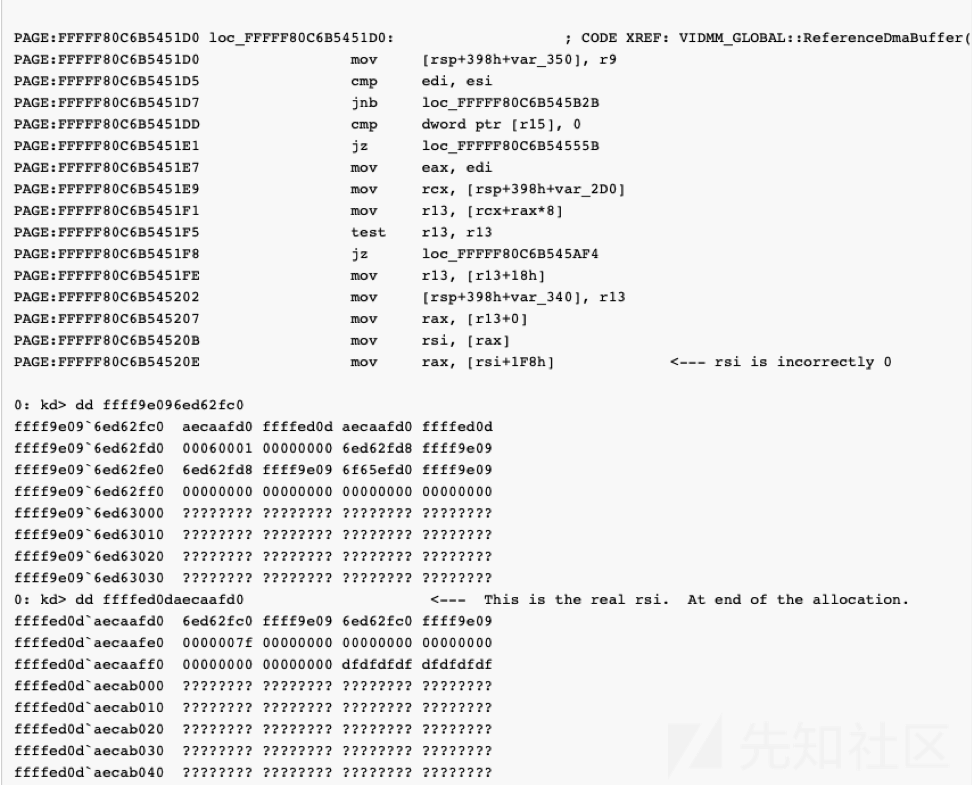 PAGE:FFFFF80C6B5451D0 loc_FFFFF80C6B5451D0: ; CODE XREF: VIDMM_GLOBAL::ReferenceDmaBuffer(
PAGE:FFFFF80C6B5451D0 mov [rsp+398h+var_350], r9
PAGE:FFFFF80C6B5451D5 cmp edi, esi
PAGE:FFFFF80C6B5451D7 jnb loc_FFFFF80C6B545B2B
PAGE:FFFFF80C6B5451DD cmp dword ptr [r15], 0
PAGE:FFFFF80C6B5451E1 jz loc_FFFFF80C6B54555B
PAGE:FFFFF80C6B5451E7 mov eax, edi
PAGE:FFFFF80C6B5451E9 mov rcx, [rsp+398h+var_2D0]
PAGE:FFFFF80C6B5451F1 mov r13, [rcx+rax*8]
PAGE:FFFFF80C6B5451F5 test r13, r13
PAGE:FFFFF80C6B5451F8 jz loc_FFFFF80C6B545AF4
PAGE:FFFFF80C6B5451FE mov r13, [r13+18h]
PAGE:FFFFF80C6B545202 mov [rsp+398h+var_340], r13
PAGE:FFFFF80C6B545207 mov rax, [r13+0]
PAGE:FFFFF80C6B54520B mov rsi, [rax]
PAGE:FFFFF80C6B54520E mov rax, [rsi+1F8h] <--- rsi is incorrectly 0
0: kd> dd ffff9e096ed62fc0
ffff9e09`6ed62fc0 aecaafd0 ffffed0d aecaafd0 ffffed0d
ffff9e09`6ed62fd0 00060001 00000000 6ed62fd8 ffff9e09
ffff9e09`6ed62fe0 6ed62fd8 ffff9e09 6f65efd0 ffff9e09
ffff9e09`6ed62ff0 00000000 00000000 00000000 00000000
ffff9e09`6ed63000 ???????? ???????? ???????? ????????
ffff9e09`6ed63010 ???????? ???????? ???????? ????????
ffff9e09`6ed63020 ???????? ???????? ???????? ????????
ffff9e09`6ed63030 ???????? ???????? ???????? ????????
0: kd> dd ffffed0daecaafd0 <--- This is the real rsi. At end of the allocation.
ffffed0d`aecaafd0 6ed62fc0 ffff9e09 6ed62fc0 ffff9e09
ffffed0d`aecaafe0 0000007f 00000000 00000000 00000000
ffffed0d`aecaaff0 00000000 00000000 dfdfdfdf dfdfdfdf
ffffed0d`aecab000 ???????? ???????? ???????? ????????
ffffed0d`aecab010 ???????? ???????? ???????? ????????
ffffed0d`aecab020 ???????? ???????? ???????? ????????
ffffed0d`aecab030 ???????? ???????? ???????? ????????
ffffed0d`aecab040 ???????? ???????? ???????? ????????
先知社区